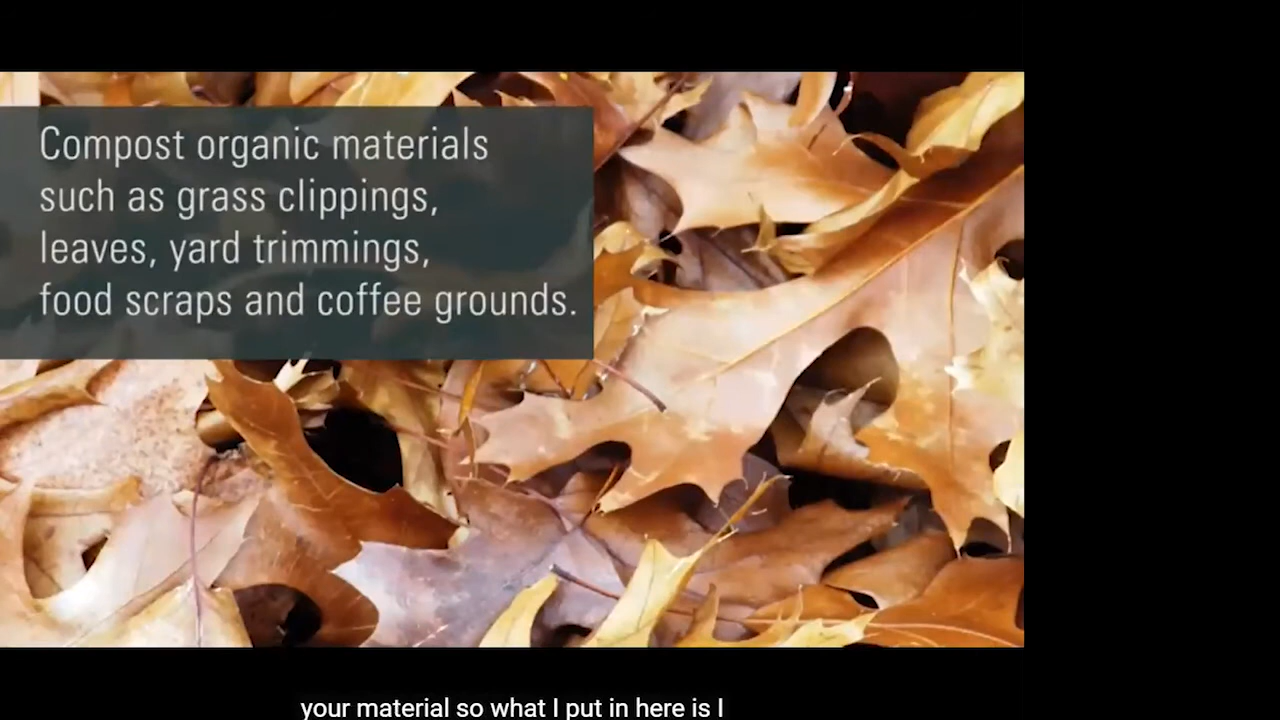 Compost organic materials
such as grass clippings,
leaves, yard trimmings,
food scraps and coffee grounds.
your material so what I put in here is I